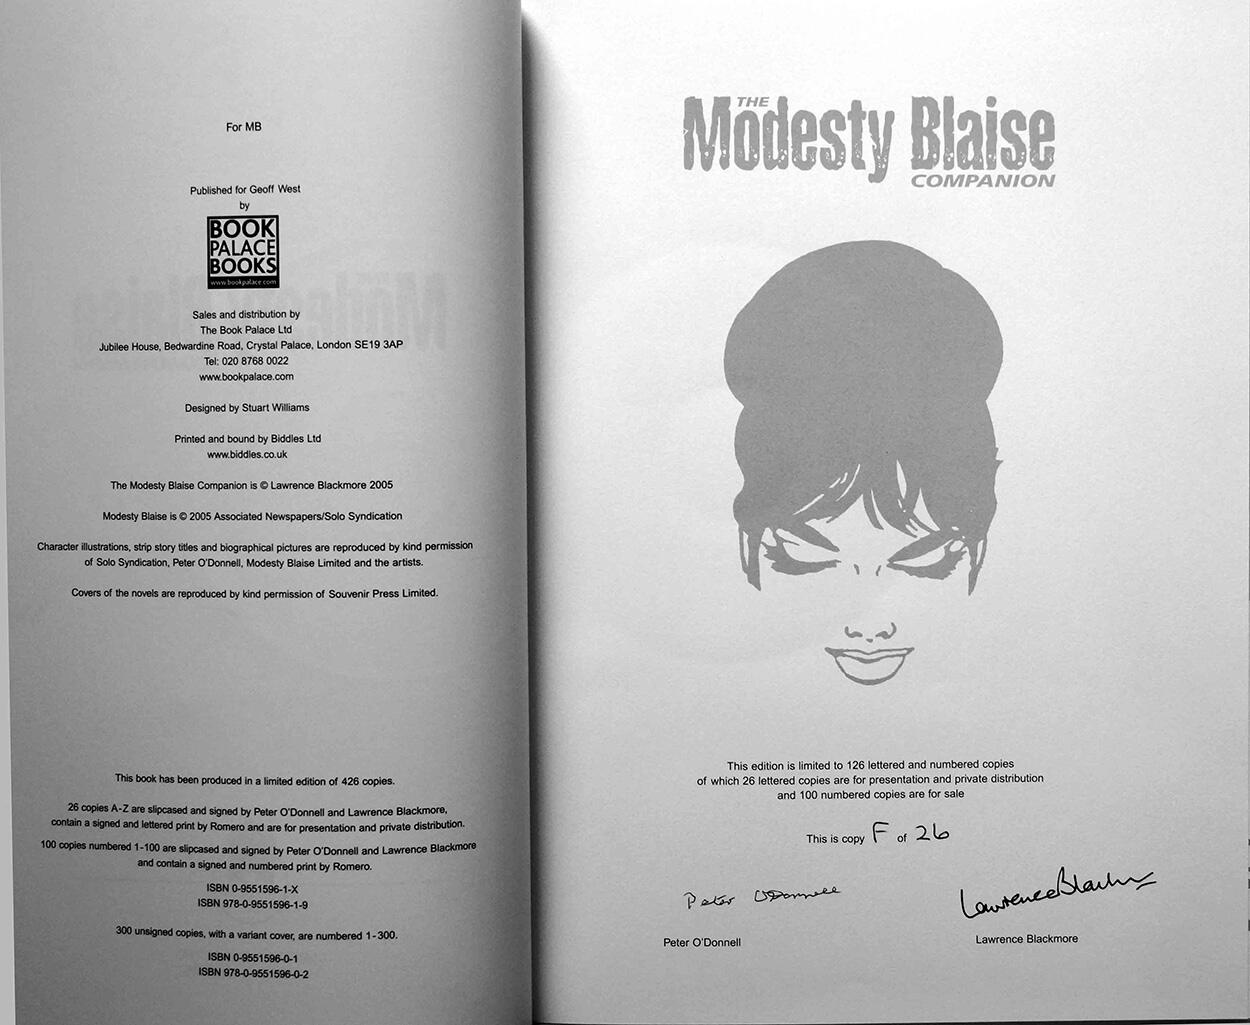 For MB
Published for Geoff West
by
BOOK
PALACE
BOOKS
www.bookpalace.com
Sales and distribution by
The Book Palace Ltd
Jubilee House, Bedwardine Road, Crystal Palace, London SE19 3AP
Tel: 020 8768 0022
www.bookpalace.com
Designed by Stuart Williams
Printed and bound by Biddles Ltd
www.biddles.co.uk
The Modesty Blaise Companion is © Lawrence Blackmore 2005
Modesty Blaise is © 2005 Associated Newspapers/Solo Syndication
Character illustrations, strip story titles and biographical pictures are reproduced by kind permission
of Solo Syndication, Peter O'Donnell, Modesty Blaise Limited and the artists.
Covers of the novels are reproduced by kind permission of Souvenir Press Limited.
This book has been produced in a limited edition of 426 copies.
26 copies A-Z are slipcased and signed by Peter O'Donnell and Lawrence Blackmore,
contain a signed and lettered print by Romero and are for presentation and private distribution.
100 copies numbered 1-100 are slipcased and signed by Peter O'Donnell and Lawrence Blackmore
and contain a signed and numbered print by Romero.
ISBN 0-9551596-1-X
ISBN 978-0-9551596-1-9
300 unsigned copies, with a variant cover, are numbered 1-300.
ISBN 0-9551596-0-1
ISBN 978-0-9551596-0-2
THE
Modesty Blaise
COMPANION
This edition is limited to 126 lettered and numbered copies
of which 26 lettered copies are for presentation and private distribution
and 100 numbered copies are for sale
This is copy F of 26
Peter O'Donnell
Lawrence Blackmore
Peter O'Donnell
Lawrence Blackmore